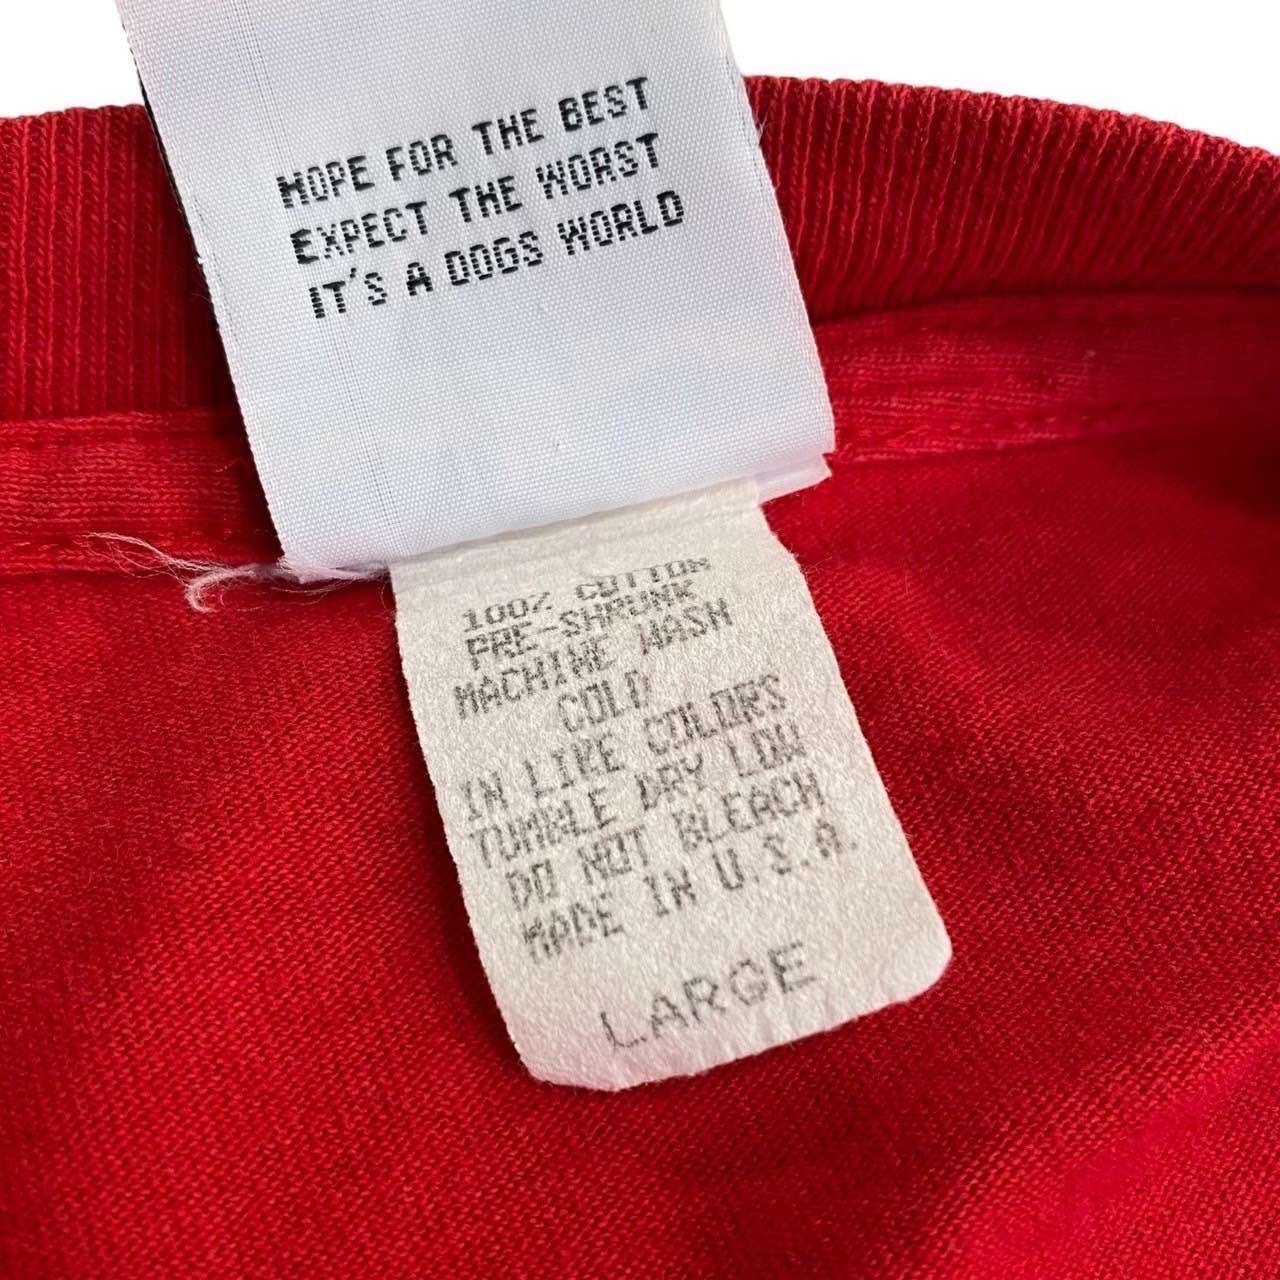 HOPE FOR THE BEST
EXPECT THE WORST
IT'S A DOGS WORLD
100% COTTON
PRE-SHRUNK
MACHINE WASH
COLD
IN LIKE COLORS
TUMBLE DRY LOW
DO NOT BLEACH
MADE IN U.S.A.
LARGE